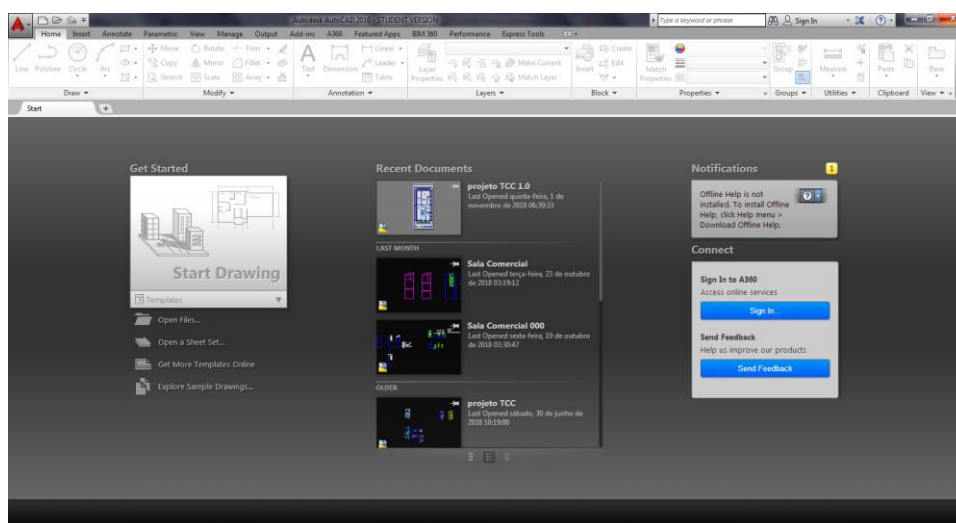 Autodesk AutoCAD 2016 - STUDENT VERSION
Type a keyword or phrase
Sign In
Home Insert Annotate Parametric View Manage Output Add-ins A360 Featured Apps BIM 360 Performance Express Tools
Move Rotate Trim Linear Create
Copy Mirror Fillet Leader Make Current Edit
Line Polyline Circle Arc Text Dimension Layer Insert Match Group Measure Paste Base
Stretch Scale Array Table Properties Match Layer Properties
Draw Modify Annotation Layers Block Properties Groups Utilities Clipboard View
Start
Get Started
Start Drawing
Templates
Open Files...
Open a Sheet Set...
Get More Templates Online
Explore Sample Drawings...
Recent Documents
projeto TCC 1.0
Last Opened quinta-feira, 1 de
novembro de 2018 06:39:33
LAST MONTH
Sala Comercial
Last Opened terça-feira, 23 de outubro
de 2018 03:19:12
Sala Comercial 000
Last Opened sexta-feira, 19 de outubro
de 2018 03:30:47
OLDER
projeto TCC
Last Opened sábado, 30 de junho de
2018 10:19:00
Notifications
1
Offline Help is not
installed. To install Offline
Help, click Help menu >
Download Offline Help.
Connect
Sign In to A360
Access online services
Sign In...
Send Feedback
Help us improve our products
Send Feedback